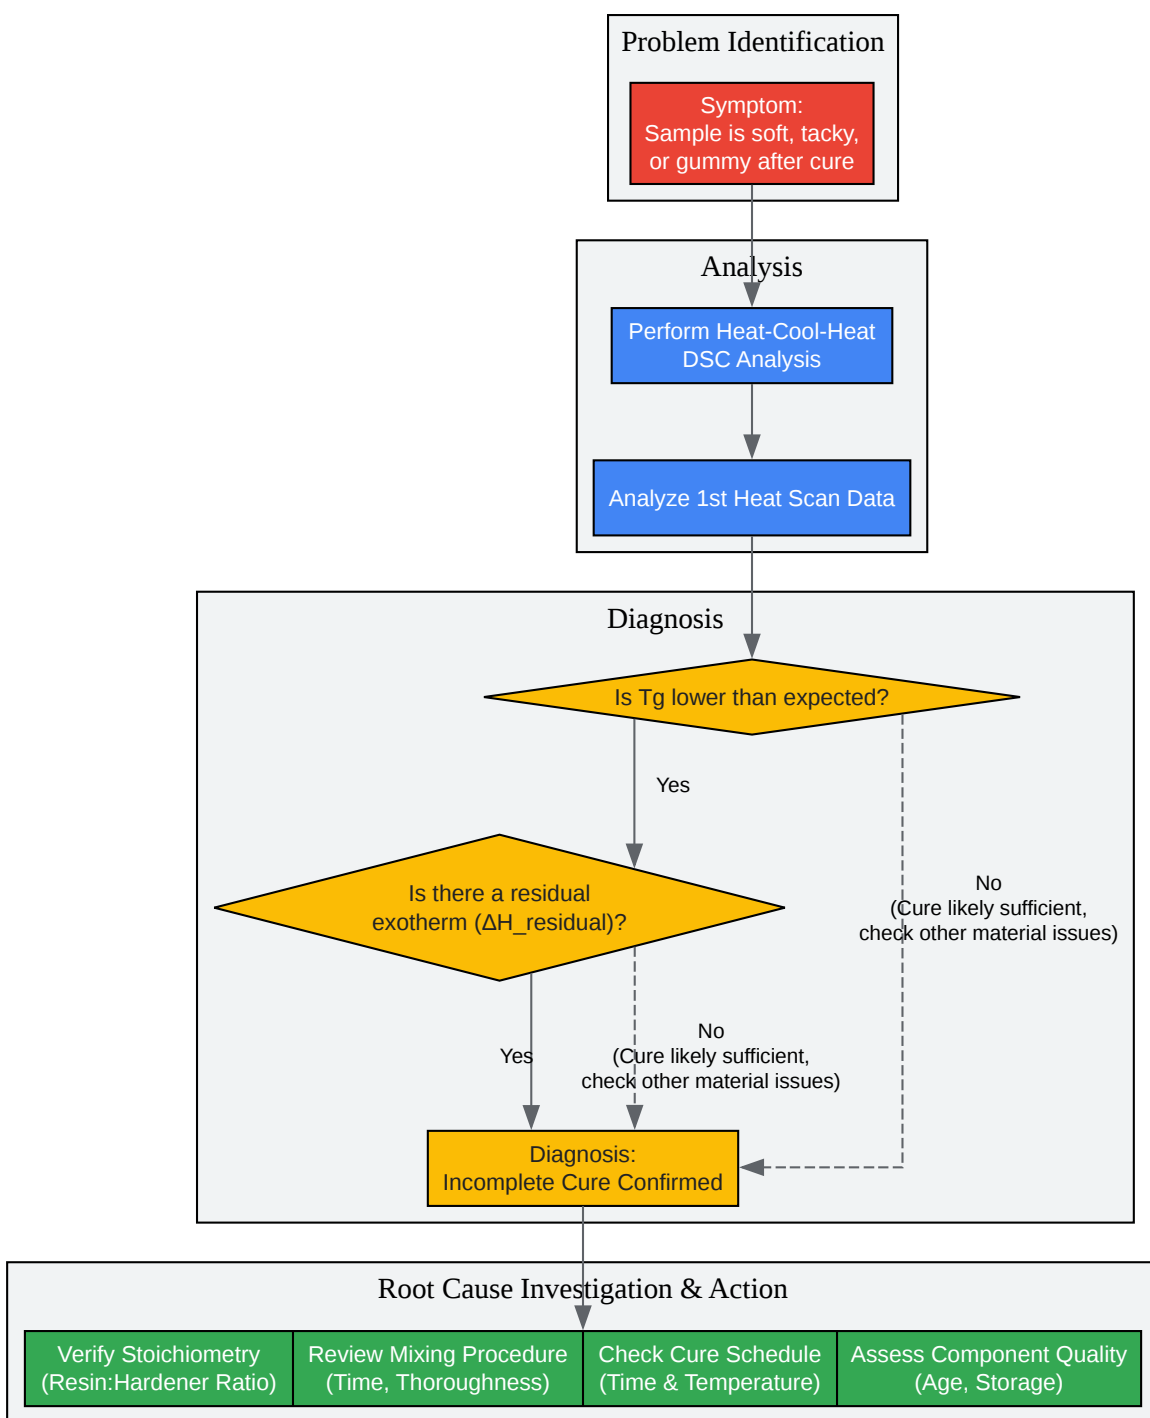 Problem Identification
Symptom:
Sample is soft, tacky,
or gummy after cure
Analysis
Perform Heat-Cool-Heat
DSC Analysis
Analyze 1st Heat Scan Data
Diagnosis
Is Tg lower than expected?
Yes
Is there a residual
exotherm (ΔH_residual)?
No
(Cure likely sufficient,
check other material issues)
Yes
No
(Cure likely sufficient,
check other material issues)
Diagnosis:
Incomplete Cure Confirmed
Root Cause Investigation & Action
Verify Stoichiometry
(Resin:Hardener Ratio)
Review Mixing Procedure
(Time, Thoroughness)
Check Cure Schedule
(Time & Temperature)
Assess Component Quality
(Age, Storage)